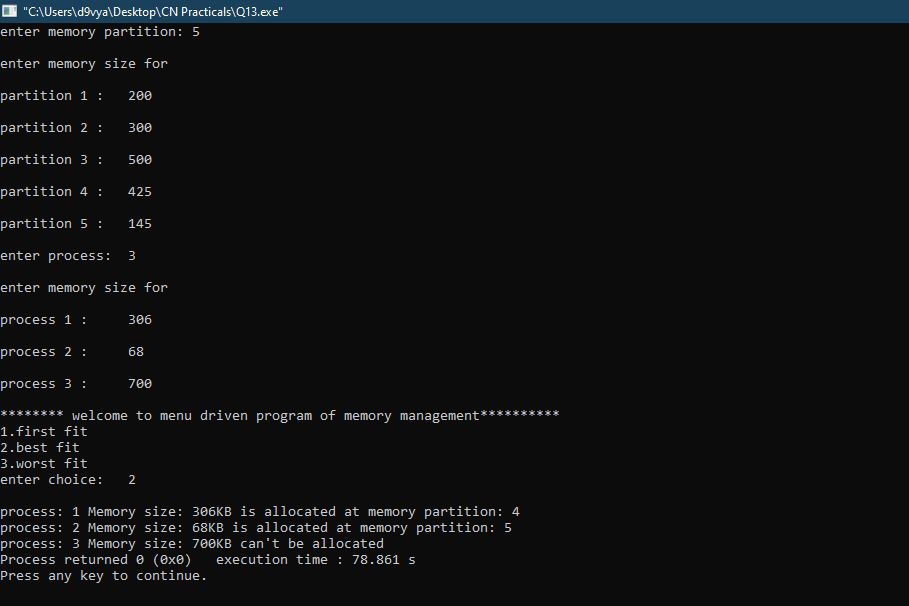 "C:\Users\d9vya\Desktop\CN Practicals\Q13.exe"
enter memory partition: 5
enter memory size for
partition 1 :   200
partition 2 :   300
partition 3 :   500
partition 4 :   425
partition 5 :   145
enter process:  3
enter memory size for
process 1 :     306
process 2 :     68
process 3 :     700
******** welcome to menu driven program of memory management**********
1.first fit
2.best fit
3.worst fit
enter choice:   2
process: 1 Memory size: 306KB is allocated at memory partition: 4
process: 2 Memory size: 68KB is allocated at memory partition: 5
process: 3 Memory size: 700KB can't be allocated
Process returned 0 (0x0)   execution time : 78.861 s
Press any key to continue.